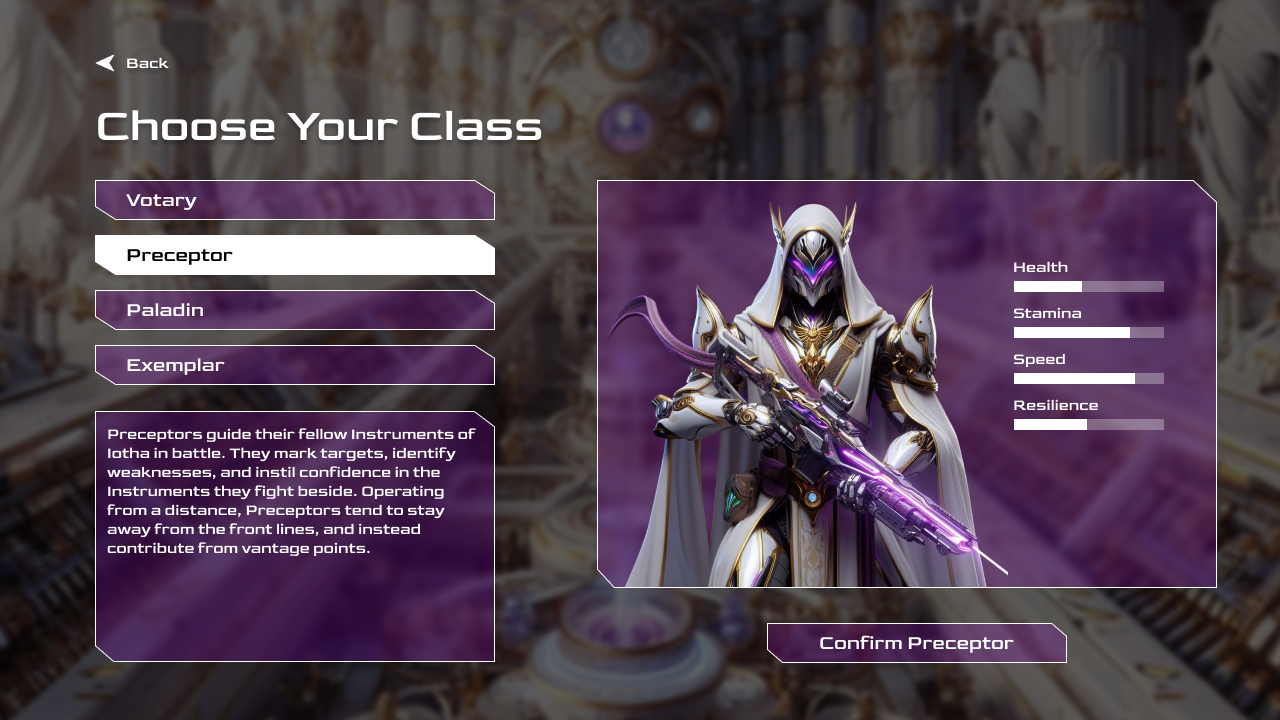 Back
Choose Your Class
Votary
Preceptor
Paladin
Exemplar
Preceptors guide their fellow Instruments of
Iotha in battle. They mark targets, identify
weaknesses, and instil confidence in the
Instruments they fight beside. Operating
from a distance, Preceptors tend to stay
away from the front lines, and instead
contribute from vantage points.
Health
Stamina
Speed
Resilience
Confirm Preceptor